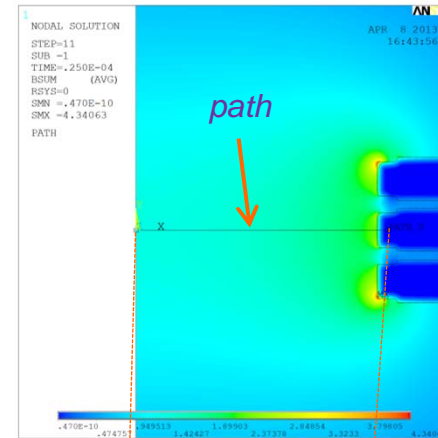 1
NODAL SOLUTION
STEP=11
SUB =1
TIME=.250E-04
BSUM (AVG)
RSYS=0
SMN =.470E-10
SMX =4.34063
PATH
AN
APR 8 2013
16:43:56
path
Y
X
.470E-10
.474757
.949513
1.42427
1.89903
2.37378
2.84854
3.3233
3.79805